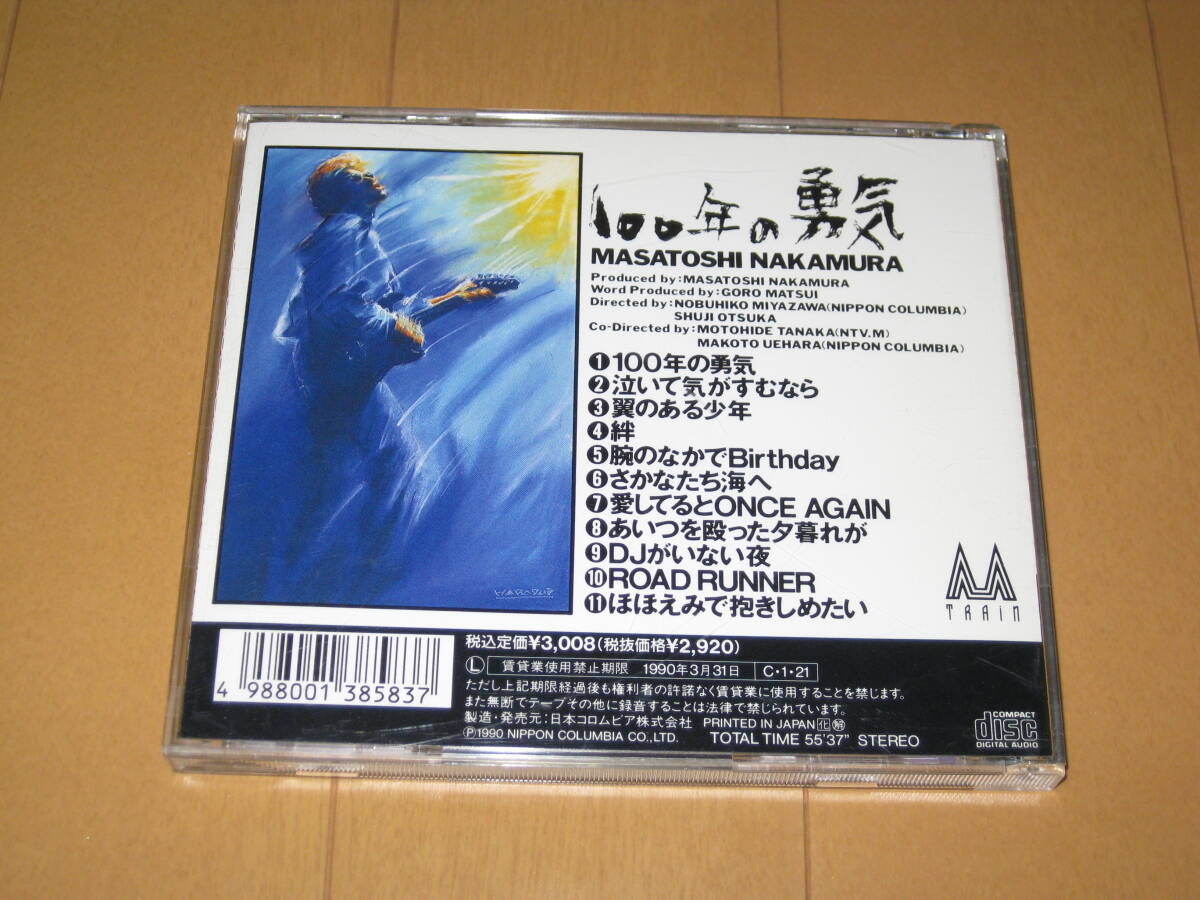 100年の勇気
MASATOSHI NAKAMURA
Produced by:MASATOSHI NAKAMURA
Word Produced by:GORO MATSUI
Directed by:NOBUHIKO MIYAZAWA(NIPPON COLUMBIA)
SHUJI OTSUKA
Co-Directed by:MOTOHIDE TANAKA(NTV.M)
MAKOTO UEHARA(NIPPON COLUMBIA)
❶100年の勇気
❷泣いて気がすむなら
❸翼のある少年
❹絆
❺腕のなかでBirthday
❻さかなたち海へ
❼愛してるとONCE AGAIN
❽あいつを殴った夕暮れが
❾DJがいない夜
❿ROAD RUNNER
⓫ほほえみで抱きしめたい
TRAIN
税込定価¥3,008(税抜価格¥2,920)
Ⓛ 賃貸業使用禁止期限 1990年3月31日 C・1・21
ただし上記期限経過後も権利者の許諾なく賃貸業に使用することを禁じます。
また無断でテープその他に録音することは法律で禁じられています。
製造・発売元:日本コロムビア株式会社 PRINTED IN JAPAN 化 解
Ⓟ1990 NIPPON COLUMBIA CO.,LTD. TOTAL TIME 55'37" STEREO
4 988001 385837
COMPACT
disc
DIGITAL AUDIO